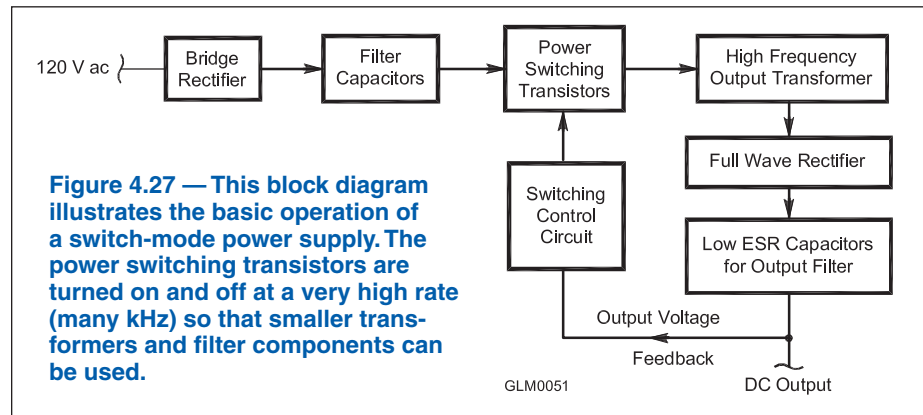 120 V ac
Bridge
Rectifier
Filter
Capacitors
Power
Switching
Transistors
High Frequency
Output Transformer
Full Wave Rectifier
Low ESR Capacitors
for Output Filter
Switching
Control
Circuit
Output Voltage
Feedback
DC Output
GLM0051
Figure 4.27 — This block diagram
illustrates the basic operation of
a switch-mode power supply. The
power switching transistors are
turned on and off at a very high rate
(many kHz) so that smaller trans-
formers and filter components can
be used.